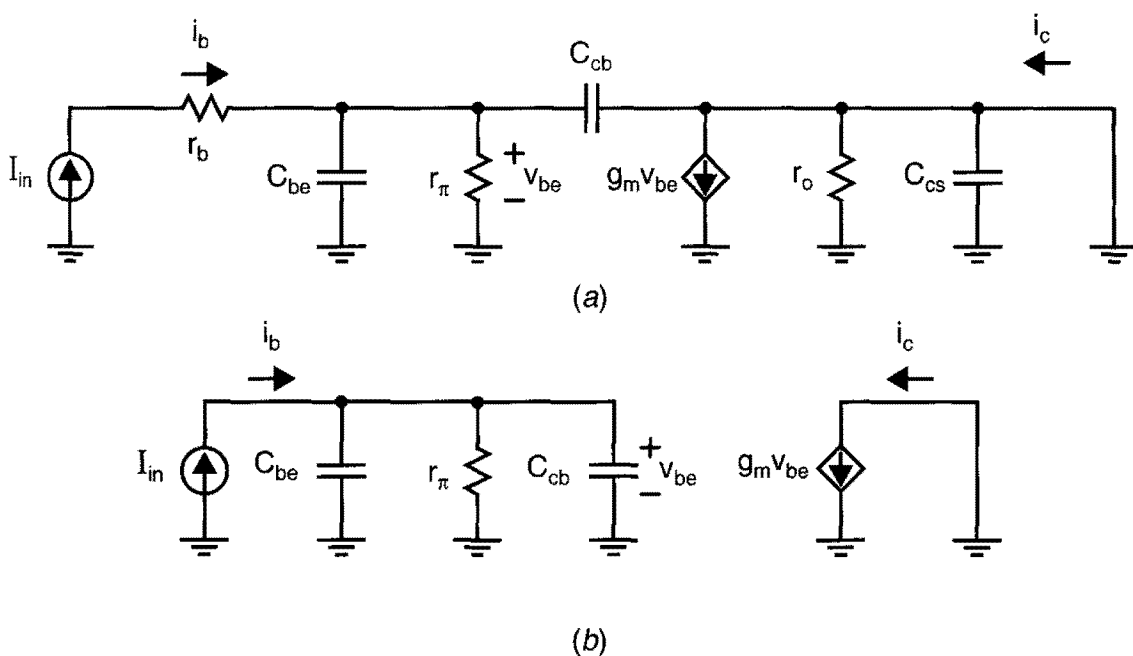 i_b
C_cb
i_c
r_b
I_in
C_be
r_π
+
v_be
−
g_m v_be
r_o
C_cs
(a)
i_b
i_c
I_in
C_be
r_π
C_cb
+
v_be
−
g_m v_be
(b)